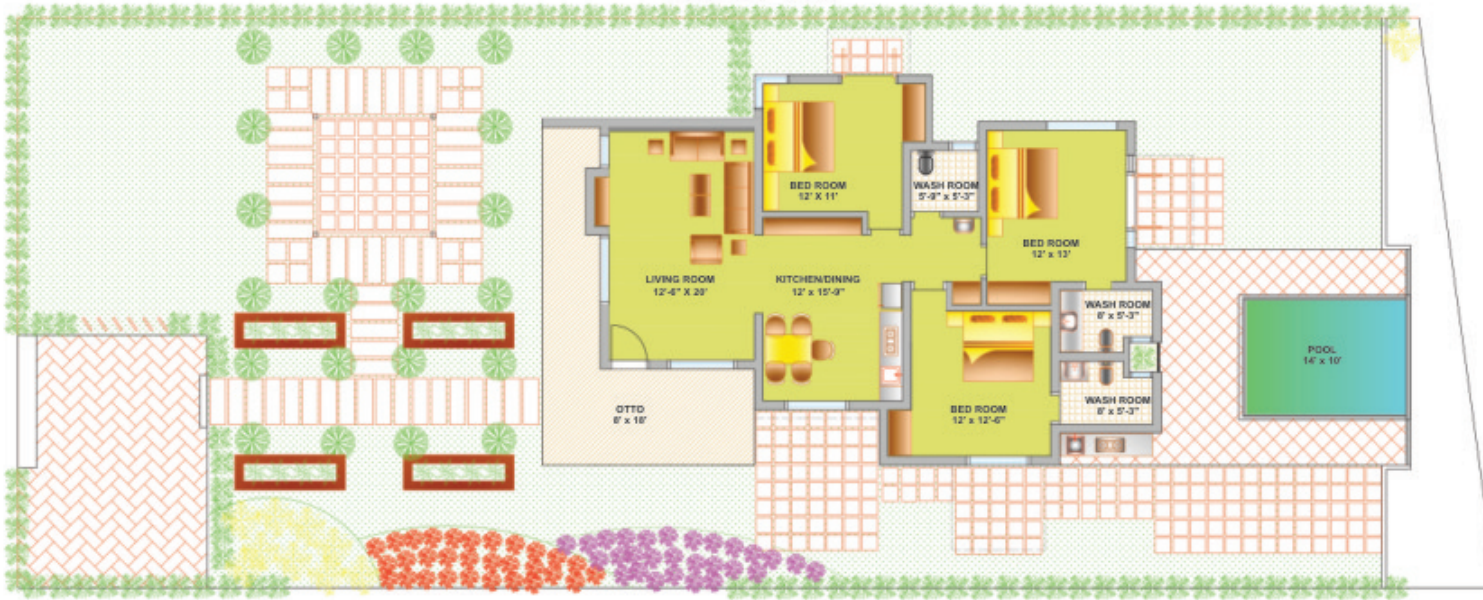 BED ROOM
12' X 11'
WASH ROOM
5'-9" x 5'-3"
BED ROOM
12' x 13'
LIVING ROOM
12'-6" X 20'
KITCHEN/DINING
12' x 15'-9"
WASH ROOM
8' x 5'-3"
POOL
14' x 10'
WASH ROOM
8' x 5'-3"
OTTO
8' x 18'
BED ROOM
12' x 12'-6"